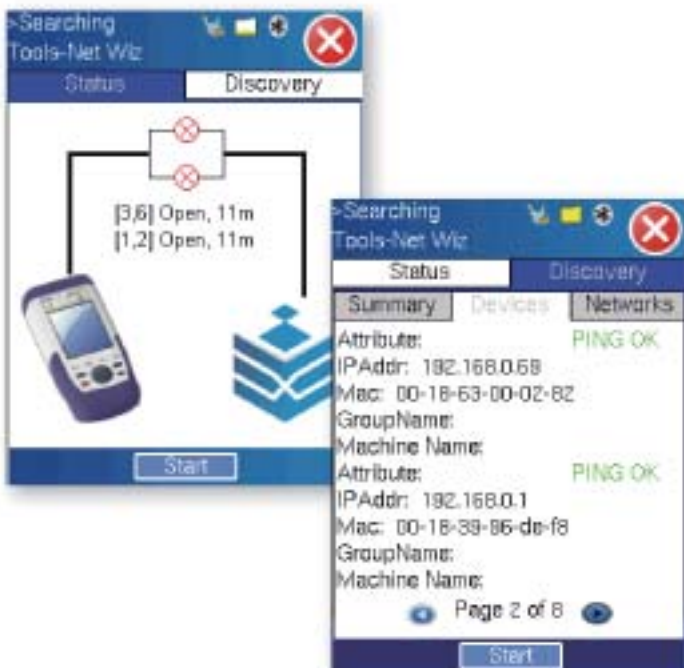 >Searching
Tools-Net Wiz
Status
Discovery
[3,6] Open, 11m
[1,2] Open, 11m
Start
>Searching
Tools-Net Wiz
Status
Discovery
Summary
Devices
Networks
Attribute: PING OK
IPAddr: 192.168.0.69
Mac: 00-18-63-00-02-82
GroupName:
Machine Name:
Attribute: PING OK
IPAddr: 192.168.0.1
Mac: 00-18-39-96-de-f8
GroupName:
Machine Name:
Page 2 of 8
Start